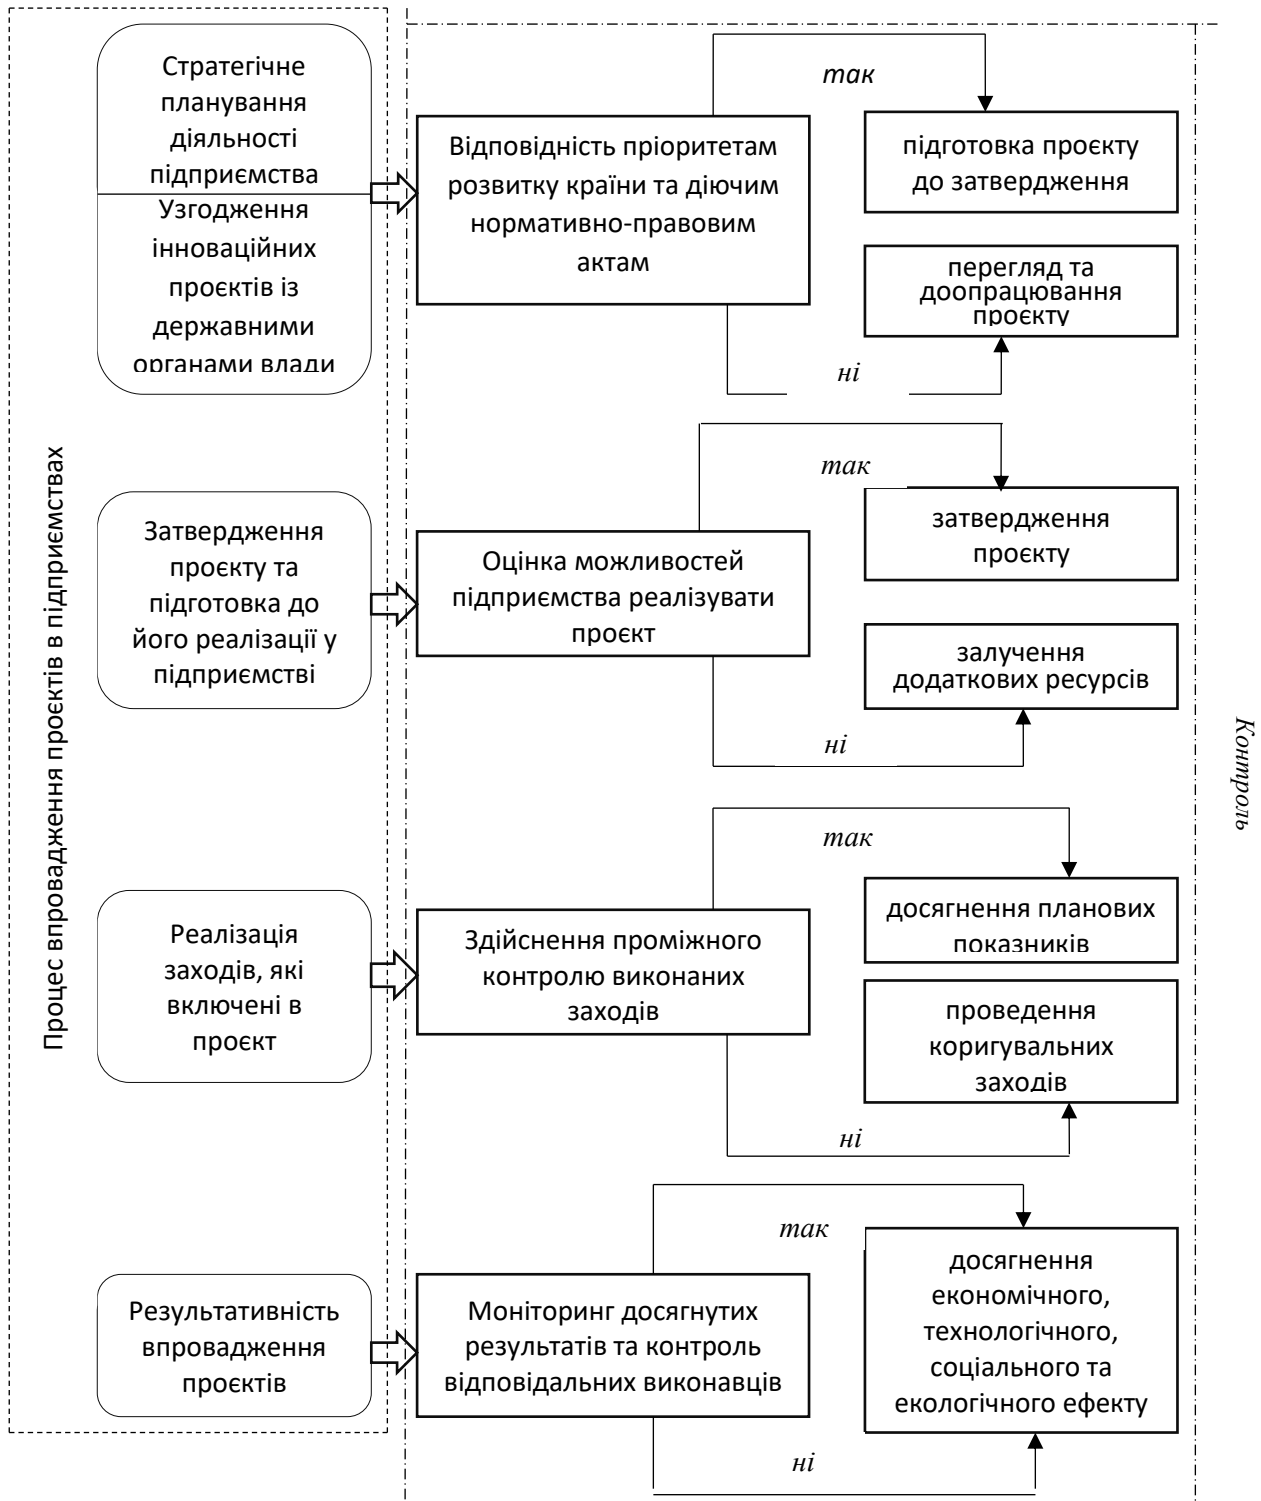 Процес впровадження проєктів в підприємствах
Стратегічне
планування
діяльності
підприємства
Узгодження
інноваційних
проєктів із
державними
органами влади
Відповідність пріоритетам
розвитку країни та діючим
нормативно-правовим
актам
так
підготовка проєкту
до затвердження
перегляд та
доопрацювання
проєкту
ні
Затвердження
проєкту та
підготовка до
його реалізації у
підприємстві
Оцінка можливостей
підприємства реалізувати
проєкт
так
затвердження
проєкту
залучення
додаткових ресурсів
ні
Реалізація
заходів, які
включені в
проєкт
Здійснення проміжного
контролю виконаних
заходів
так
досягнення планових
показників
проведення
коригувальних
заходів
ні
Результативність
впровадження
проєктів
Моніторинг досягнутих
результатів та контроль
відповідальних виконавців
так
досягнення
економічного,
технологічного,
соціального та
екологічного ефекту
ні
Контроль